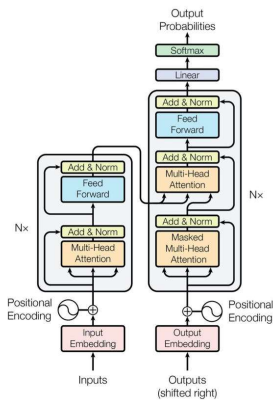 Output
Probabilities
Softmax
Linear
Add & Norm
Feed
Forward
Add & Norm
Multi-Head
Attention
Add & Norm
Masked
Multi-Head
Attention
N×
Add & Norm
Feed
Forward
Add & Norm
Multi-Head
Attention
N×
Positional
Encoding
Input
Embedding
Inputs
Positional
Encoding
Output
Embedding
Outputs
(shifted right)